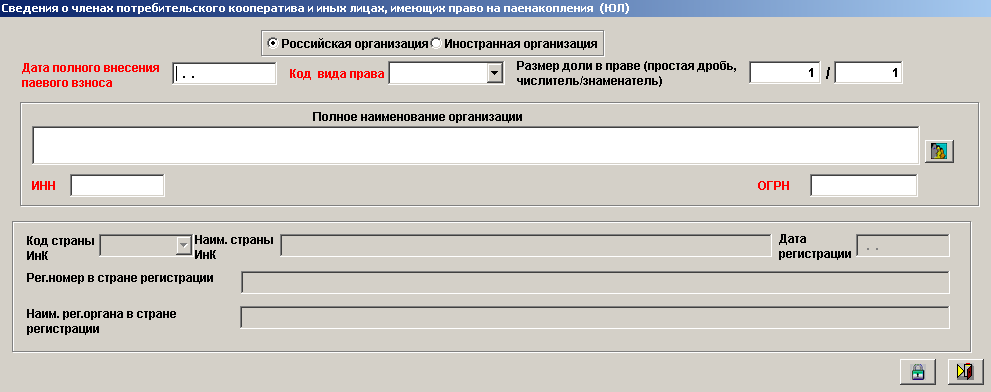 Сведения о членах потребительского кооператива и иных лицах, имеющих право на паенакопления (ЮЛ)
Российская организация Иностранная организация
Дата полного внесения
паевого взноса
. .
Код вида права
Размер доли в праве (простая дробь,
числитель/знаменатель)
1 / 1
Полное наименование организации
ИНН
ОГРН
Код страны
ИнК
Наим. страны
ИнК
Дата
регистрации
. .
Рег.номер в стране регистрации
Наим. рег.органа в стране
регистрации